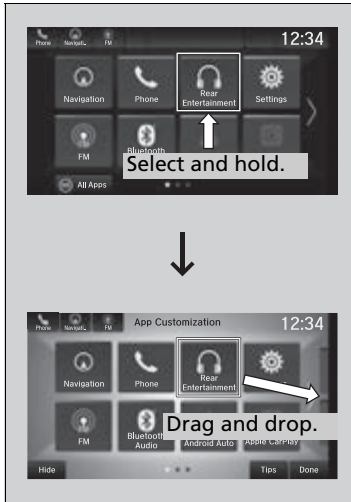 Phone Navigati.. FM 12:34
Navigation Phone Rear Entertainment Settings
FM Bluetooth
Select and hold.
All Apps
Phone Navigati.. FM App Customization 12:34
Navigation Phone Rear Entertainment
FM Bluetooth Audio Android Auto Apple CarPlay
Drag and drop.
Hide Tips Done